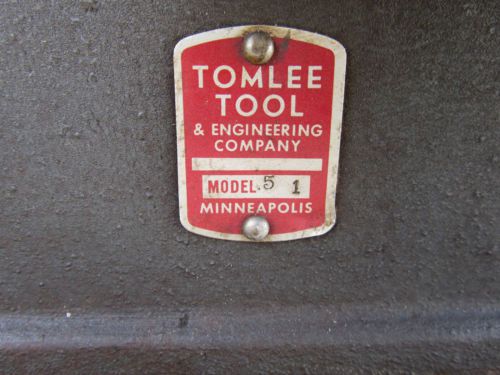 TOMLEE
TOOL
& ENGINEERING
COMPANY
MODEL 5 1
MINNEAPOLIS